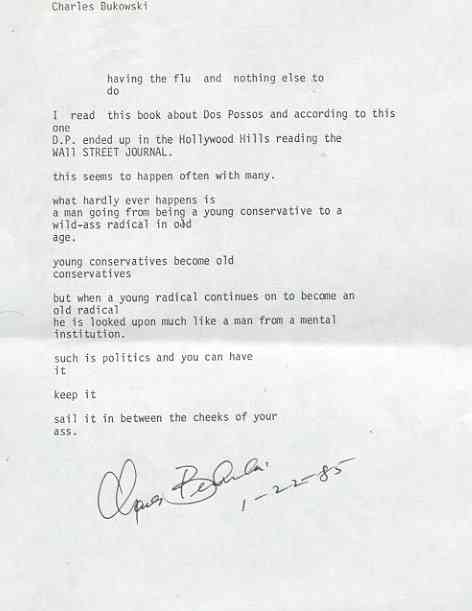 Charles Bukowski
having the flu and nothing else to
do
I read this book about Dos Possos and according to this
one
D.P. ended up in the Hollywood Hills reading the
WAll STREET JOURNAL.
this seems to happen often with many.
what hardly ever happens is
a man going from being a young conservative to a
wild-ass radical in old
age.
young conservatives become old
conservatives
but when a young radical continues on to become an
old radical
he is looked upon much like a man from a mental
institution.
such is politics and you can have
it
keep it
sail it in between the cheeks of your
ass.
Charles Bukowski
1-22-85